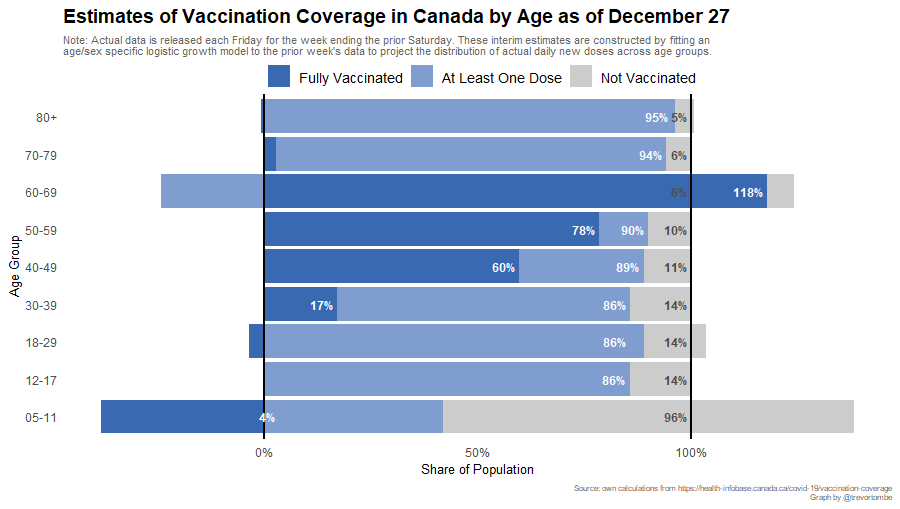 Estimates of Vaccination Coverage in Canada by Age as of December 27
Note: Actual data is released each Friday for the week ending the prior Saturday. These interim estimates are constructed by fitting an
age/sex specific logistic growth model to the prior week's data to project the distribution of actual daily new doses across age groups.
Fully Vaccinated At Least One Dose Not Vaccinated
80+ 95% 5%
70-79 94% 6%
60-69 6% 118%
50-59 78% 90% 10%
Age Group
40-49 60% 89% 11%
30-39 17% 86% 14%
18-29 86% 14%
12-17 86% 14%
05-11 4% 96%
0% 50% 100%
Share of Population
Source: own calculations from https://health-infobase.canada.ca/covid-19/vaccination-coverage
Graph by @trevortombe